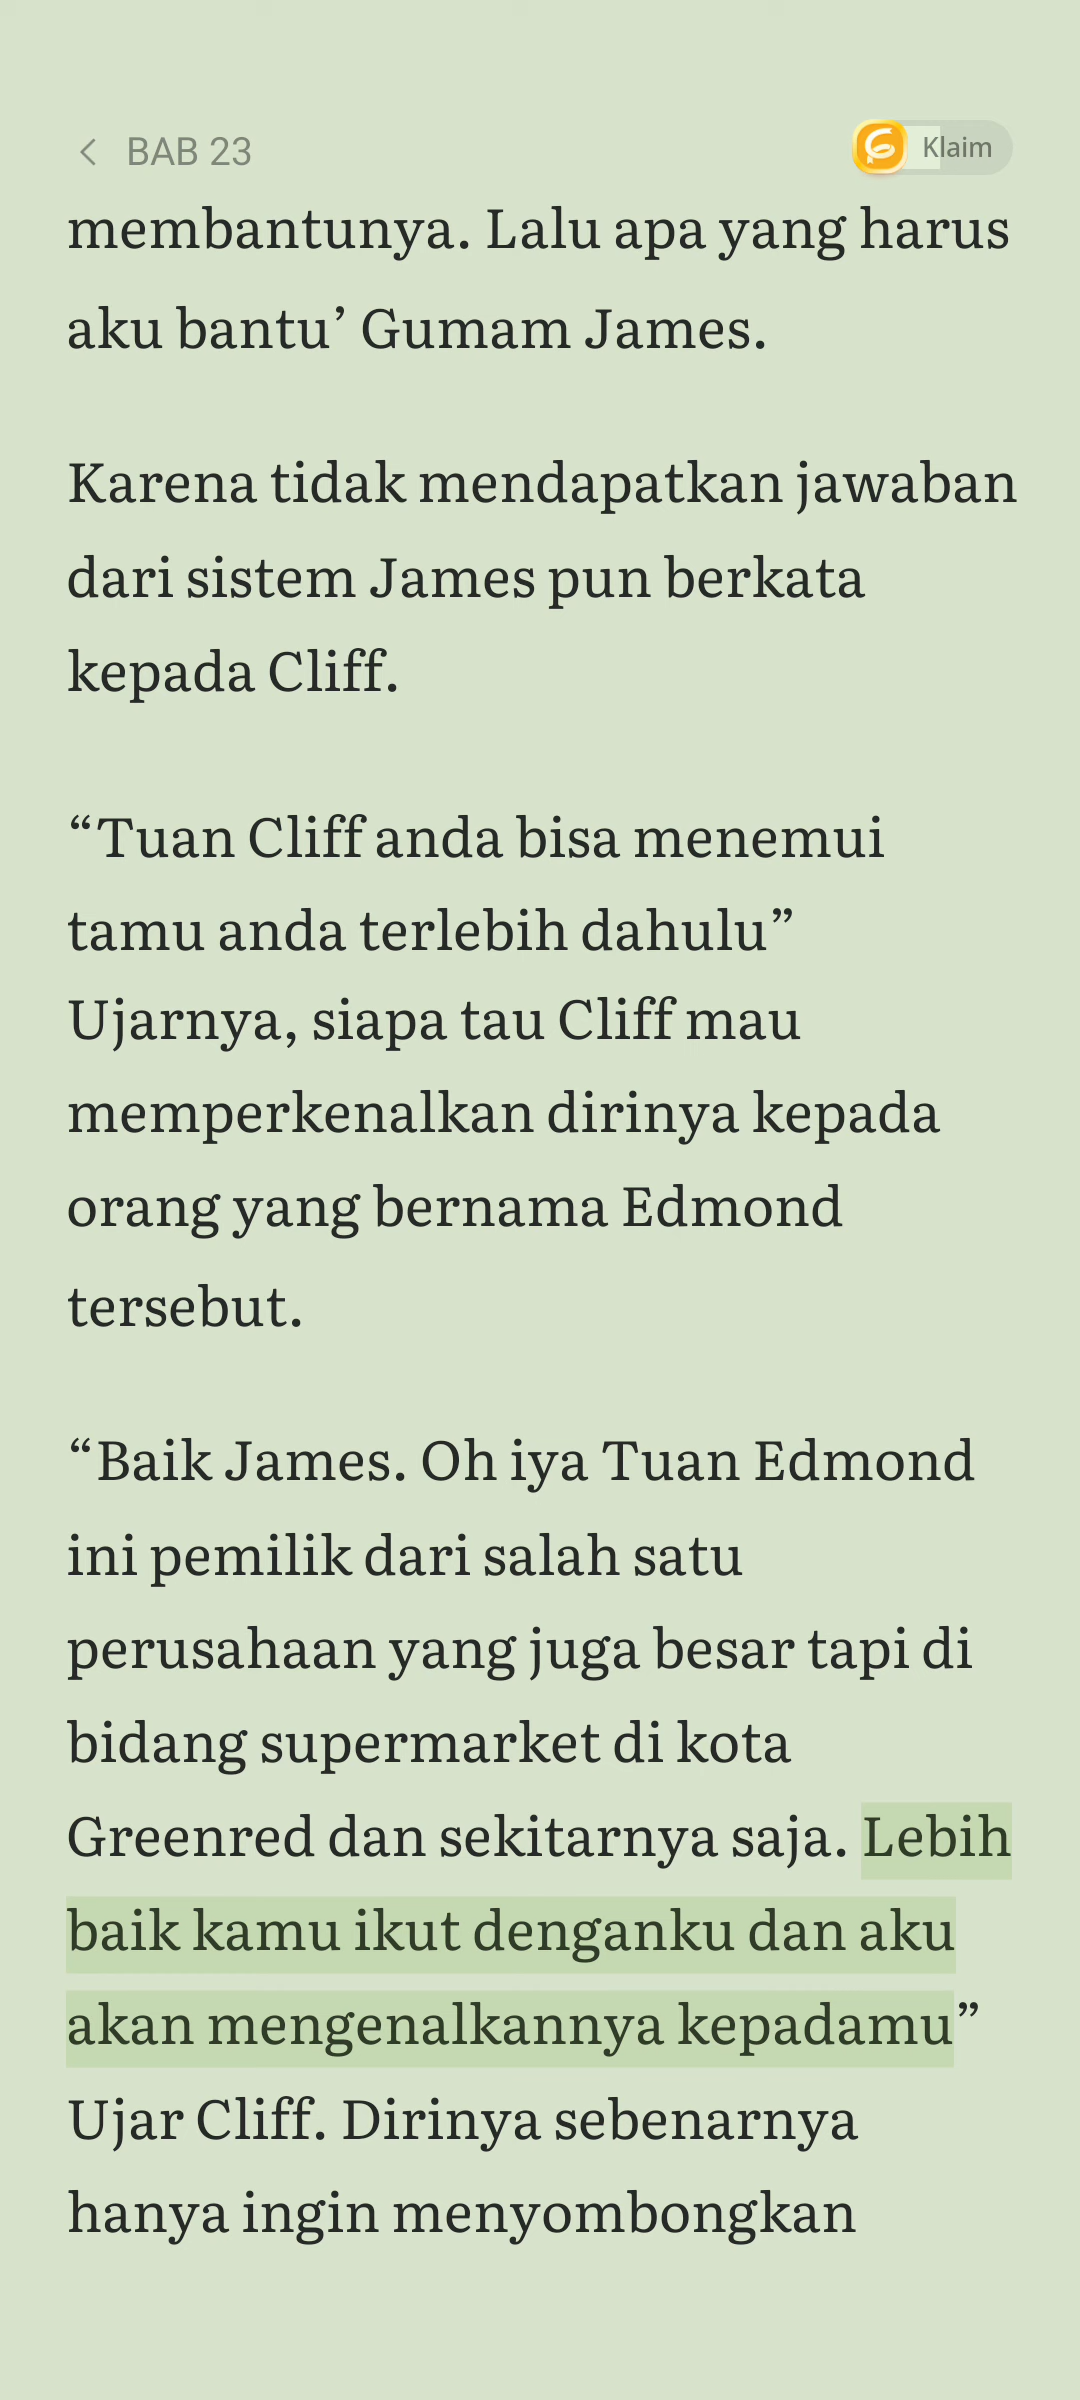 BAB 23
Klaim
membantunya. Lalu apa yang harus
aku bantu’ Gumam James.
Karena tidak mendapatkan jawaban
dari sistem James pun berkata
kepada Cliff.
“Tuan Cliff anda bisa menemui
tamu anda terlebih dahulu”
Ujarnya, siapa tau Cliff mau
memperkenalkan dirinya kepada
orang yang bernama Edmond
tersebut.
“Baik James. Oh iya Tuan Edmond
ini pemilik dari salah satu
perusahaan yang juga besar tapi di
bidang supermarket di kota
Greenred dan sekitarnya saja. Lebih
baik kamu ikut denganku dan aku
akan mengenalkannya kepadamu”
Ujar Cliff. Dirinya sebenarnya
hanya ingin menyombongkan